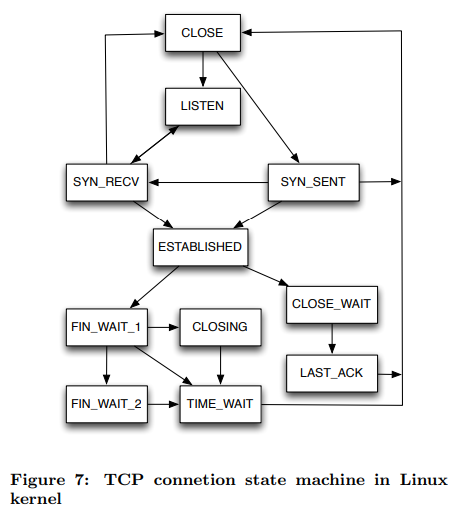 CLOSE
LISTEN
SYN_RECV
SYN_SENT
ESTABLISHED
CLOSE_WAIT
FIN_WAIT_1
CLOSING
LAST_ACK
FIN_WAIT_2
TIME_WAIT
Figure 7: TCP connetion state machine in Linux
kernel